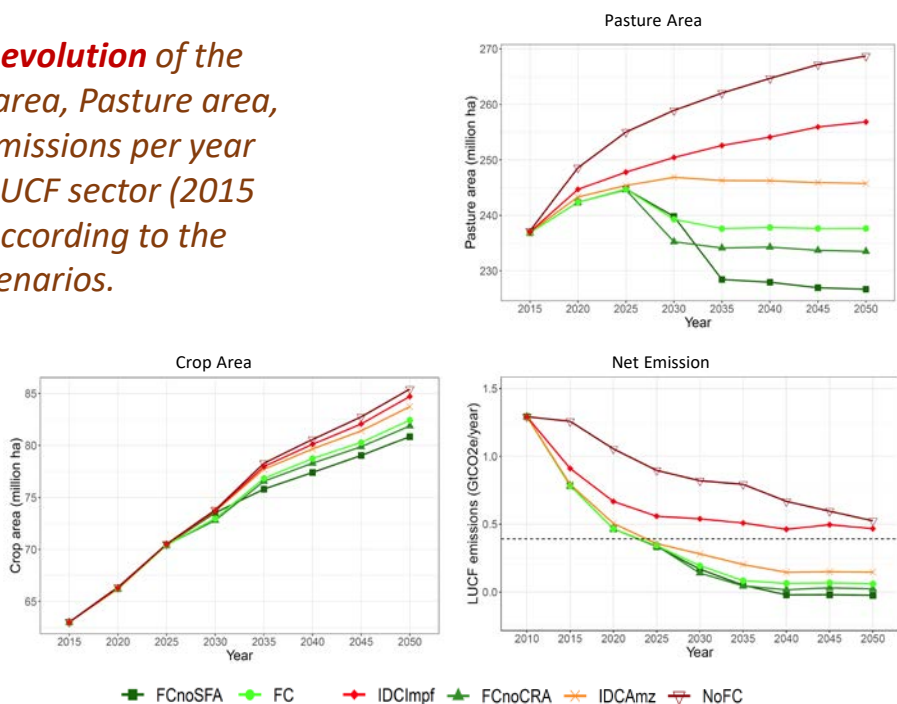 evolution of the
area, Pasture area,
missions per year
UCF sector (2015
ccording to the
enarios.
Pasture Area
270
260
250
240
230
Pasture area (million ha)
2015 2020 2025 2030 2035 2040 2045 2050
Year
Crop Area
85
80
75
70
65
Crop area (million ha)
2015 2020 2025 2030 2035 2040 2045 2050
Year
Net Emission
1.5
1.0
0.5
0.0
LUCF emissions (GtCO2e/year)
2010 2015 2020 2025 2030 2035 2040 2045 2050
Year
FCnoSFA FC IDCImpf FCnoCRA IDCAmz NoFC